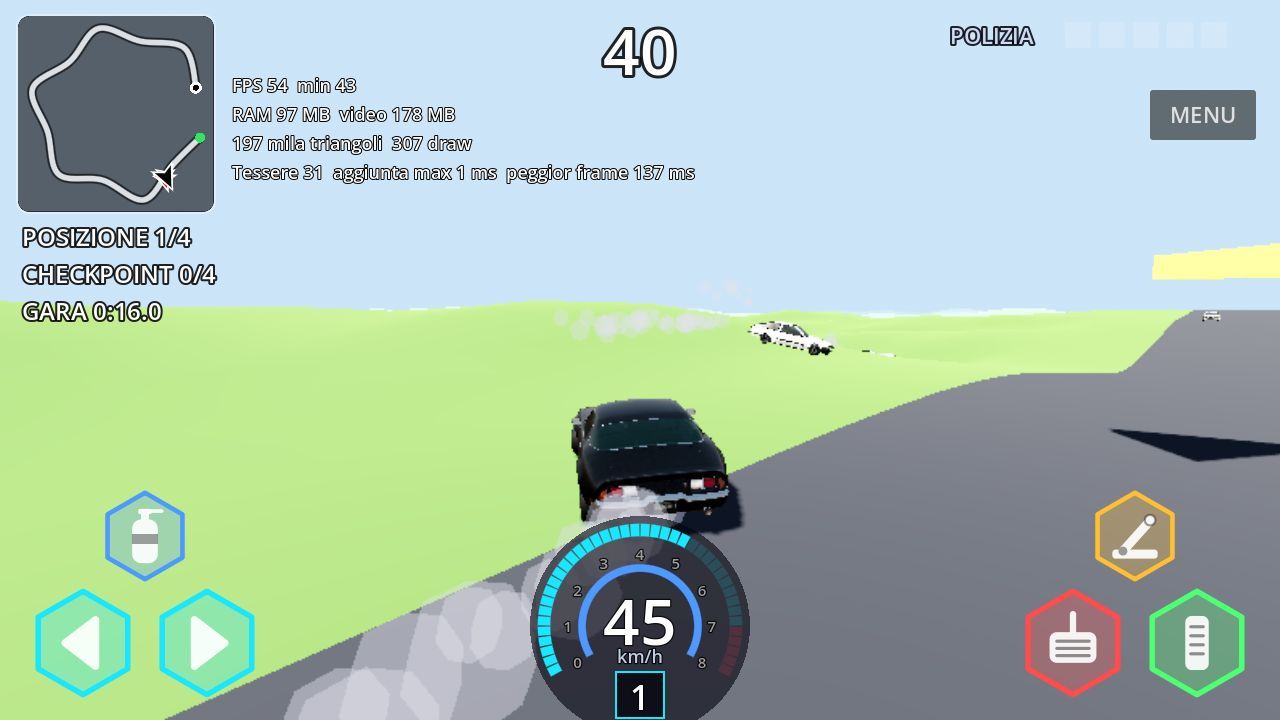 40
POLIZIA
FPS 54 min 43
RAM 97 MB video 178 MB
197 mila triangoli 307 draw
Tessere 31 aggiunta max 1 ms peggior frame 137 ms
MENU
POSIZIONE 1/4
CHECKPOINT 0/4
GARA 0:16.0
0 1 2 3 4 5 6 7 8
45
km/h
1